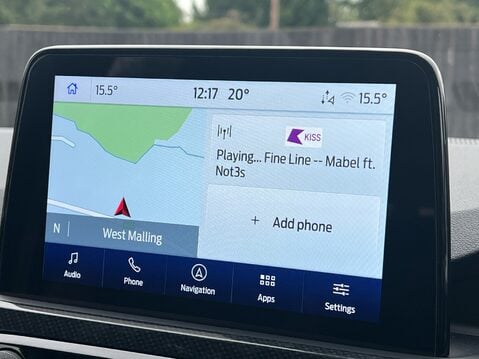 15.5° 12:17 20° 15.5°
KISS
Playing... Fine Line -- Mabel ft.
Not3s
+ Add phone
N West Malling
Audio Phone Navigation Apps Settings